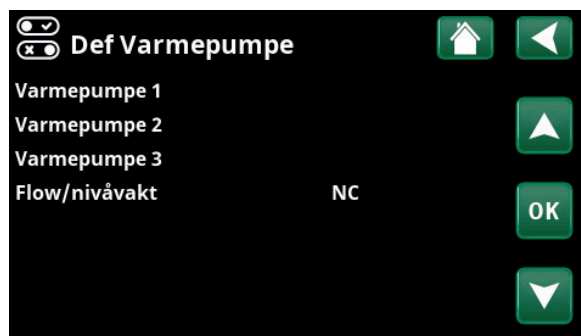 Def Varmepumpe
Varmepumpe 1
Varmepumpe 2
Varmepumpe 3
Flow/nivåvakt NC
OK